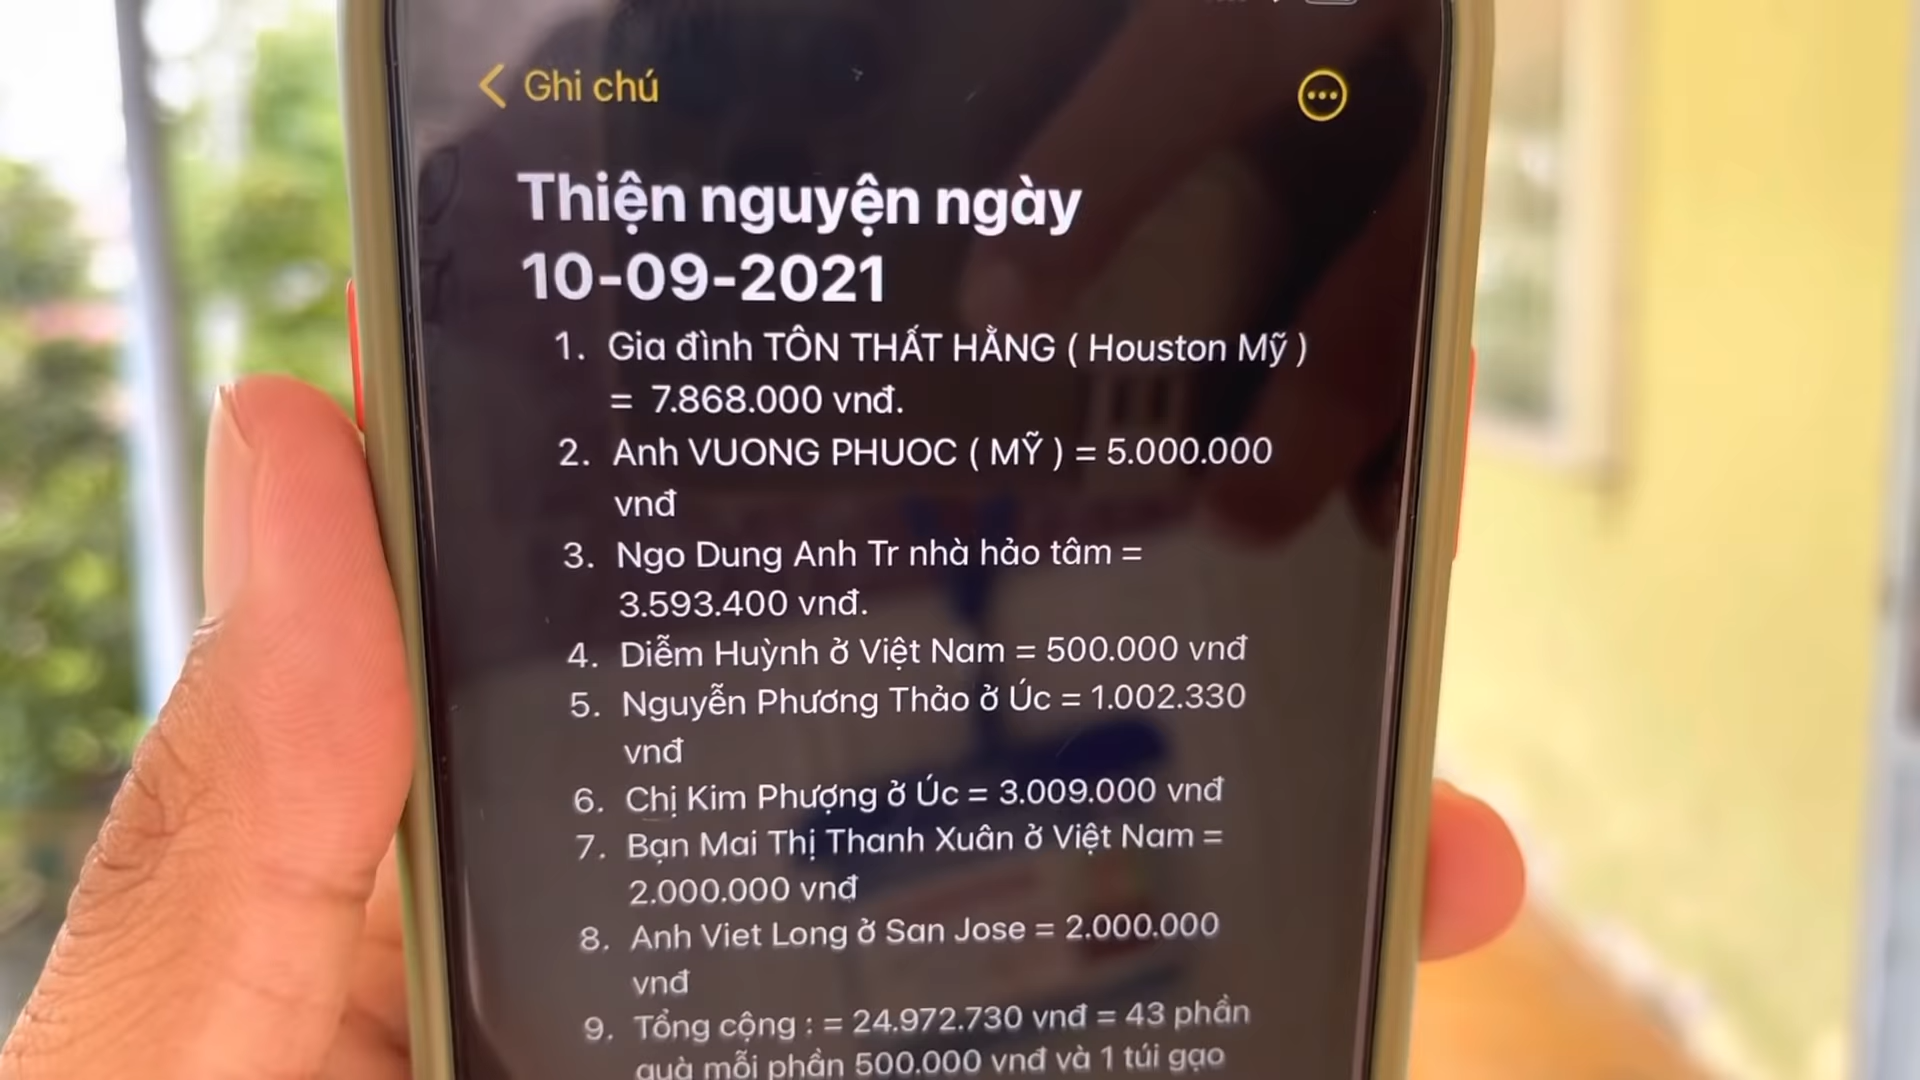 Ghi chú
Thiện nguyện ngày
10-09-2021
1. Gia đình TÔN THẤT HẰNG ( Houston Mỹ )
= 7.868.000 vnđ.
2. Anh VUONG PHUOC ( MỸ ) = 5.000.000
vnđ
3. Ngo Dung Anh Tr nhà hảo tâm =
3.593.400 vnđ.
4. Diễm Huỳnh ở Việt Nam = 500.000 vnđ
5. Nguyễn Phương Thảo ở Úc = 1.002.330
vnđ
6. Chị Kim Phượng ở Úc = 3.009.000 vnđ
7. Bạn Mai Thị Thanh Xuân ở Việt Nam =
2.000.000 vnđ
8. Anh Viet Long ở San Jose = 2.000.000
vnđ
9. Tổng cộng : = 24.972.730 vnđ = 43 phần
quà mỗi phần 500.000 vnđ và 1 túi gạo